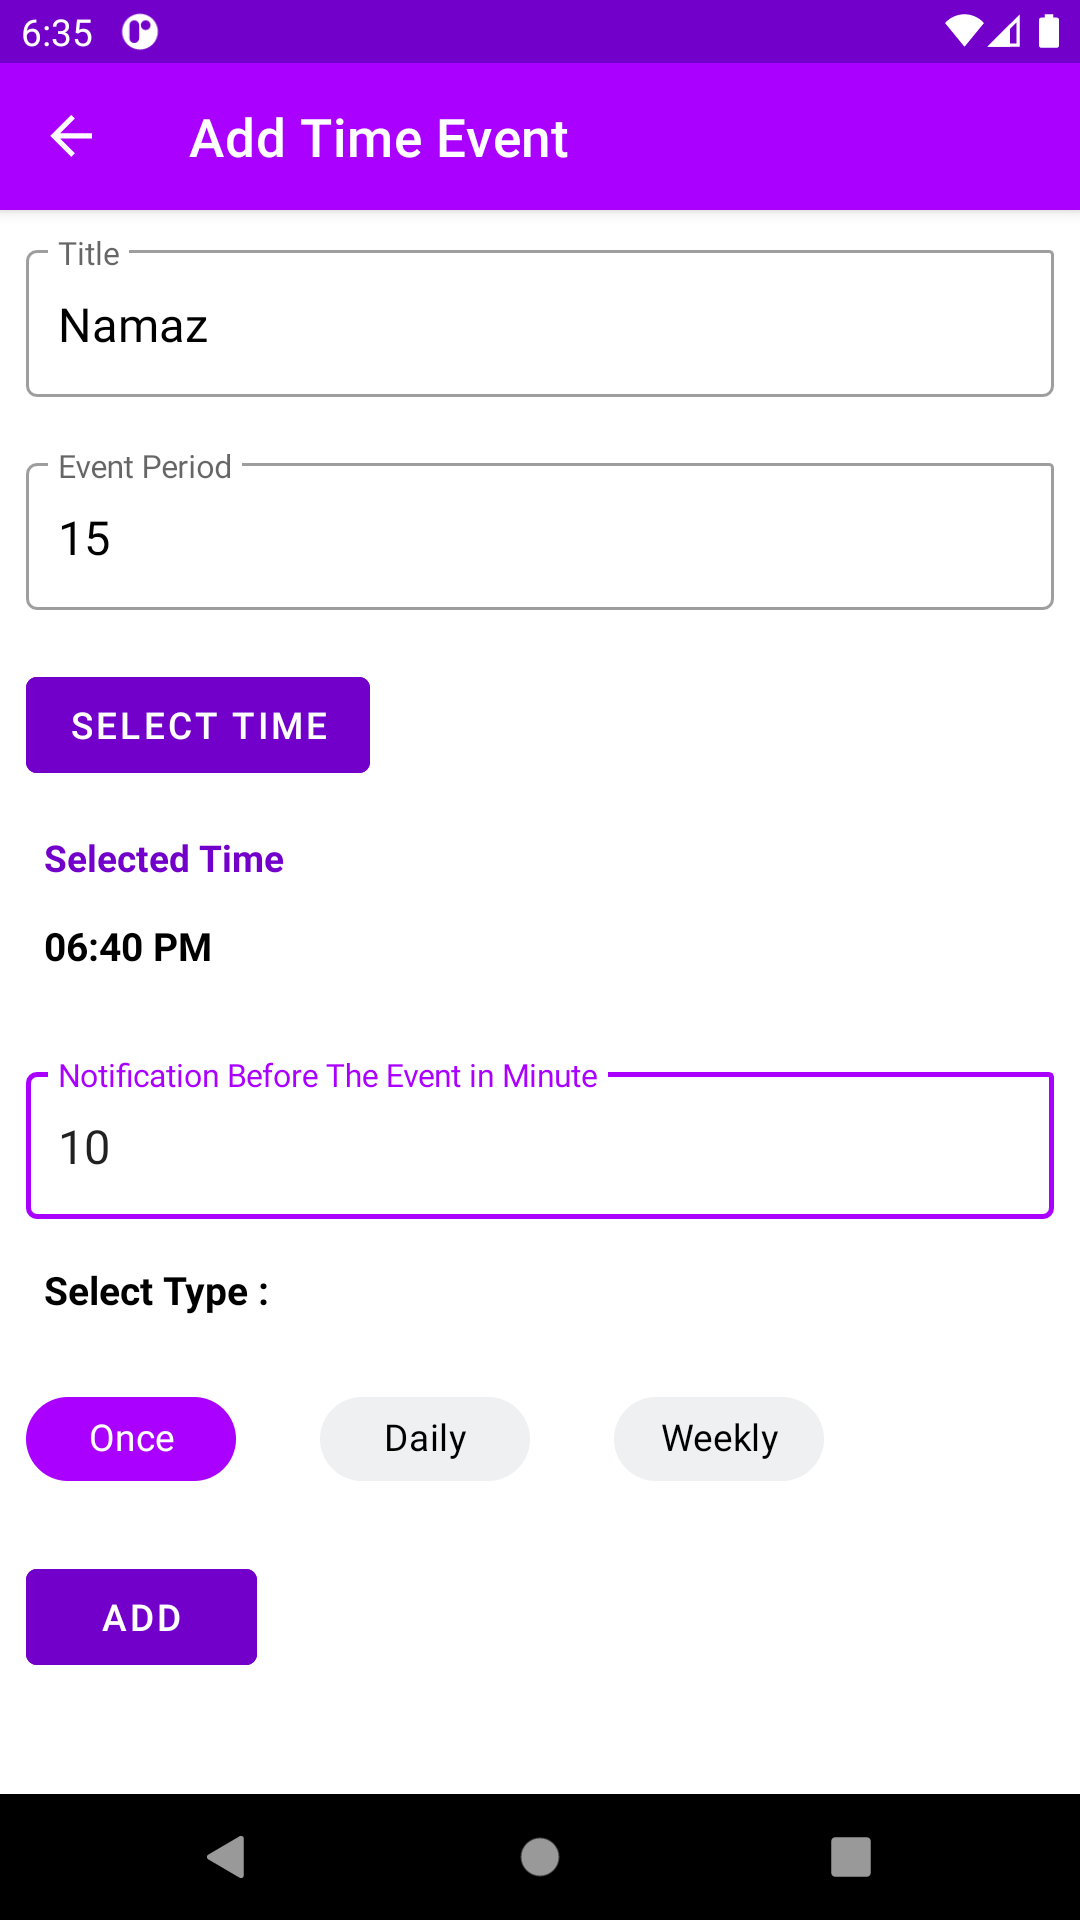 6:35
Add Time Event
Title
Namaz
Event Period
15
SELECT TIME
Selected Time
06:40 PM
Notification Before The Event in Minute
10
Select Type :
Once Daily Weekly
ADD